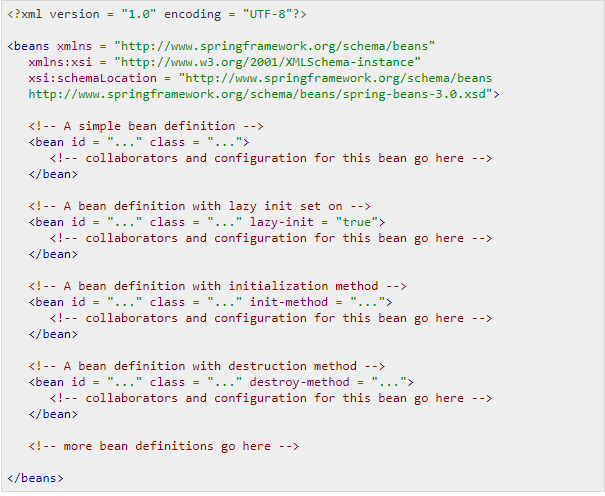 <?xml version = "1.0" encoding = "UTF-8"?>

<beans xmlns = "http://www.springframework.org/schema/beans"
   xmlns:xsi = "http://www.w3.org/2001/XMLSchema-instance"
   xsi:schemaLocation = "http://www.springframework.org/schema/beans
   http://www.springframework.org/schema/beans/spring-beans-3.0.xsd">

   <!-- A simple bean definition -->
   <bean id = "..." class = "...">
      <!-- collaborators and configuration for this bean go here -->
   </bean>

   <!-- A bean definition with lazy init set on -->
   <bean id = "..." class = "..." lazy-init = "true">
      <!-- collaborators and configuration for this bean go here -->
   </bean>

   <!-- A bean definition with initialization method -->
   <bean id = "..." class = "..." init-method = "...">
      <!-- collaborators and configuration for this bean go here -->
   </bean>

   <!-- A bean definition with destruction method -->
   <bean id = "..." class = "..." destroy-method = "...">
      <!-- collaborators and configuration for this bean go here -->
   </bean>

   <!-- more bean definitions go here -->

</beans>